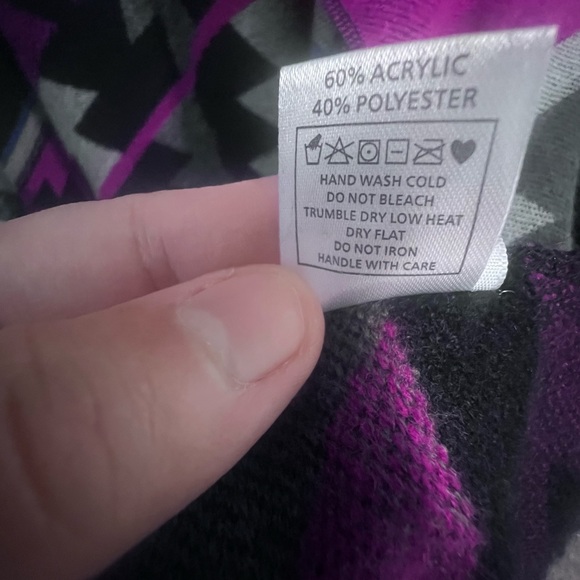 60% ACRYLIC
40% POLYESTER
HAND WASH COLD
DO NOT BLEACH
TRUMBLE DRY LOW HEAT
DRY FLAT
DO NOT IRON
HANDLE WITH CARE